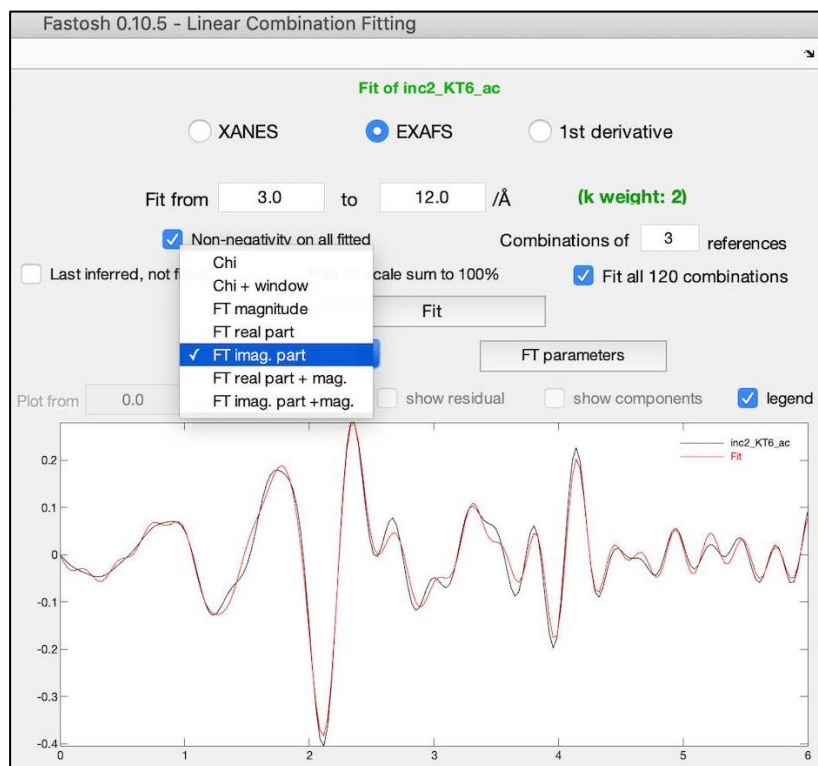 Fastosh 0.10.5 - Linear Combination Fitting
Fit of inc2_KT6_ac
XANES EXAFS 1st derivative
Fit from 3.0 to 12.0 /Å (k weight: 2)
Non-negativity on all fitted Combinations of 3 references
Last inferred, not scale sum to 100% Fit all 120 combinations
Chi
Chi + window
FT magnitude
FT real part
✓ FT imag. part
FT real part + mag.
FT imag. part +mag.
Fit
FT parameters
Plot from 0.0 show residual show components legend
inc2_KT6_ac
Fit
0.2
0.1
0
-0.1
-0.2
-0.3
-0.4
0 1 2 3 4 5 6